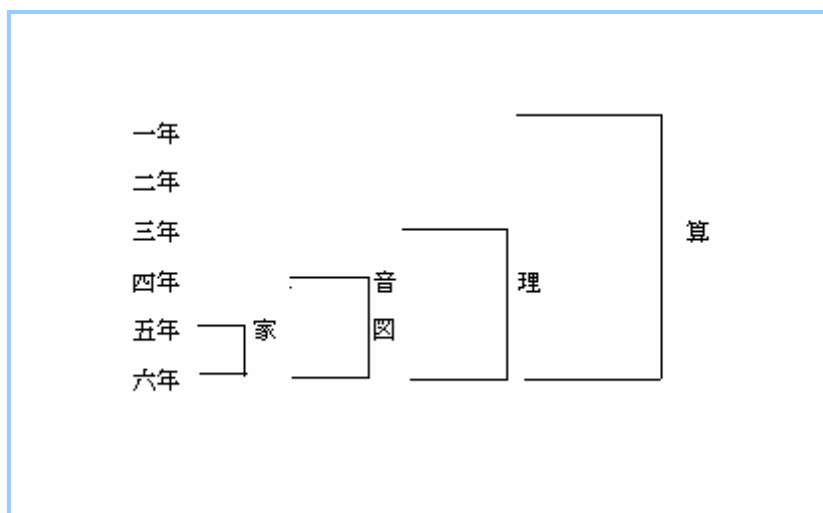 一年
二年
三年 算
四年 音 理
五年 家 図
六年